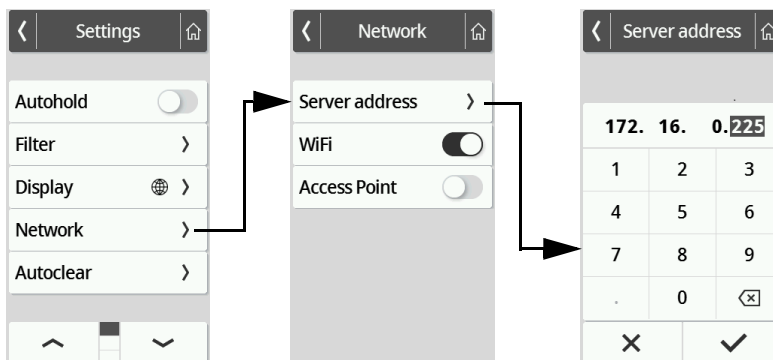 Settings
Autohold
Filter
Display
Network
Autoclear
Network
Server address
WiFi
Access Point
Server address
172. 16. 0.225
1 2 3
4 5 6
7 8 9
. 0